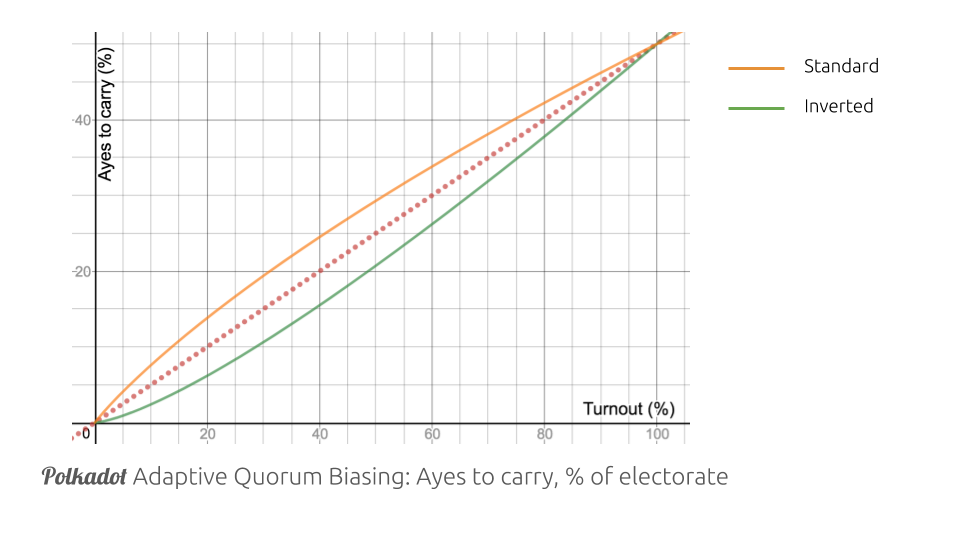 Ayes to carry (%)
40
20
0
20
40
60
80
100
Turnout (%)
Standard
Inverted
Polkadot Adaptive Quorum Biasing: Ayes to carry, % of electorate